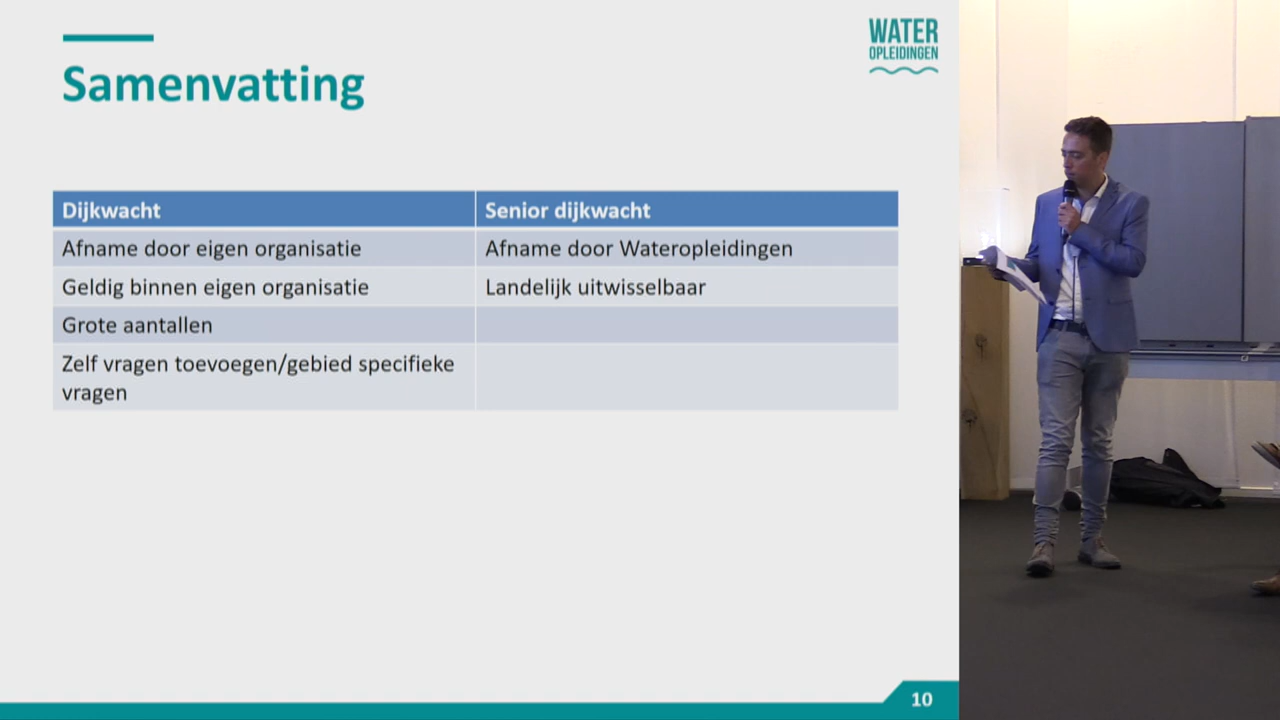 WATER
OPLEIDINGEN
Samenvatting
Dijkwacht
Senior dijkwacht
Afname door eigen organisatie
Afname door Wateropleidingen
Geldig binnen eigen organisatie
Landelijk uitwisselbaar
Grote aantallen
Zelf vragen toevoegen/gebied specifieke
vragen
10